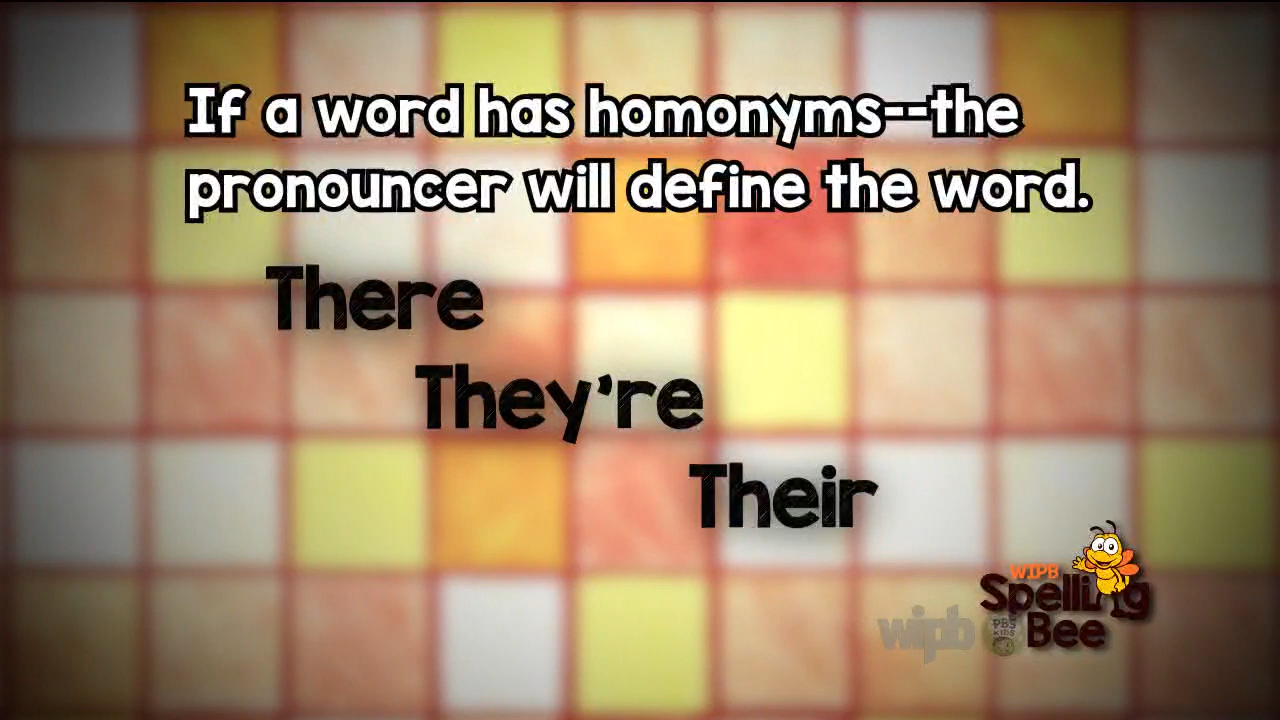 If a word has homonyms--the
pronouncer will define the word.
There
They're
Their
WIPB
Spelling
Bee
wipb
PBS
KIDS